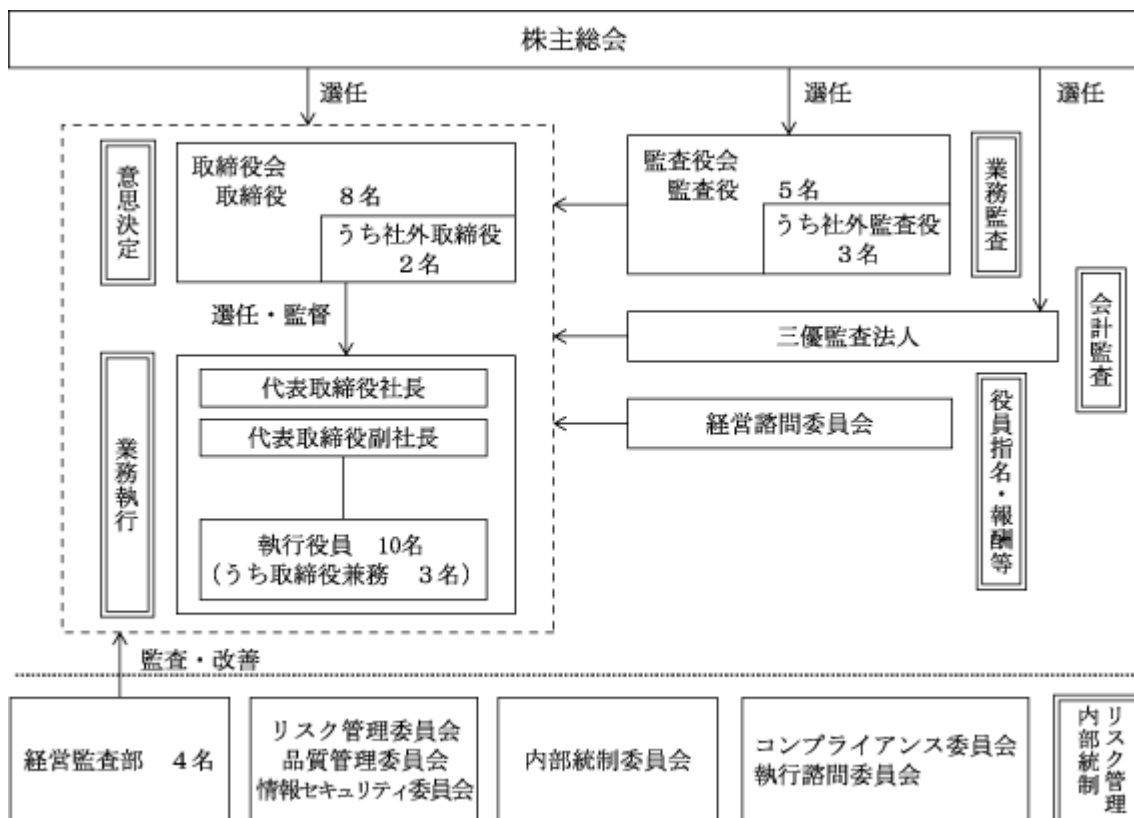 株主総会
選任
選任
選任
意思決定
取締役会
取締役 8名
うち社外取締役
2名
監査役会
監査役 5名
うち社外監査役
3名
業務監査
選任・監督
三優監査法人
会計監査
業務執行
代表取締役社長
代表取締役副社長
経営諮問委員会
役員指名・報酬等
執行役員 10名
(うち取締役兼務 3名)
監査・改善
経営監査部 4名
リスク管理委員会
品質管理委員会
情報セキュリティ委員会
内部統制委員会
コンプライアンス委員会
執行諮問委員会
リスク管理
内部統制